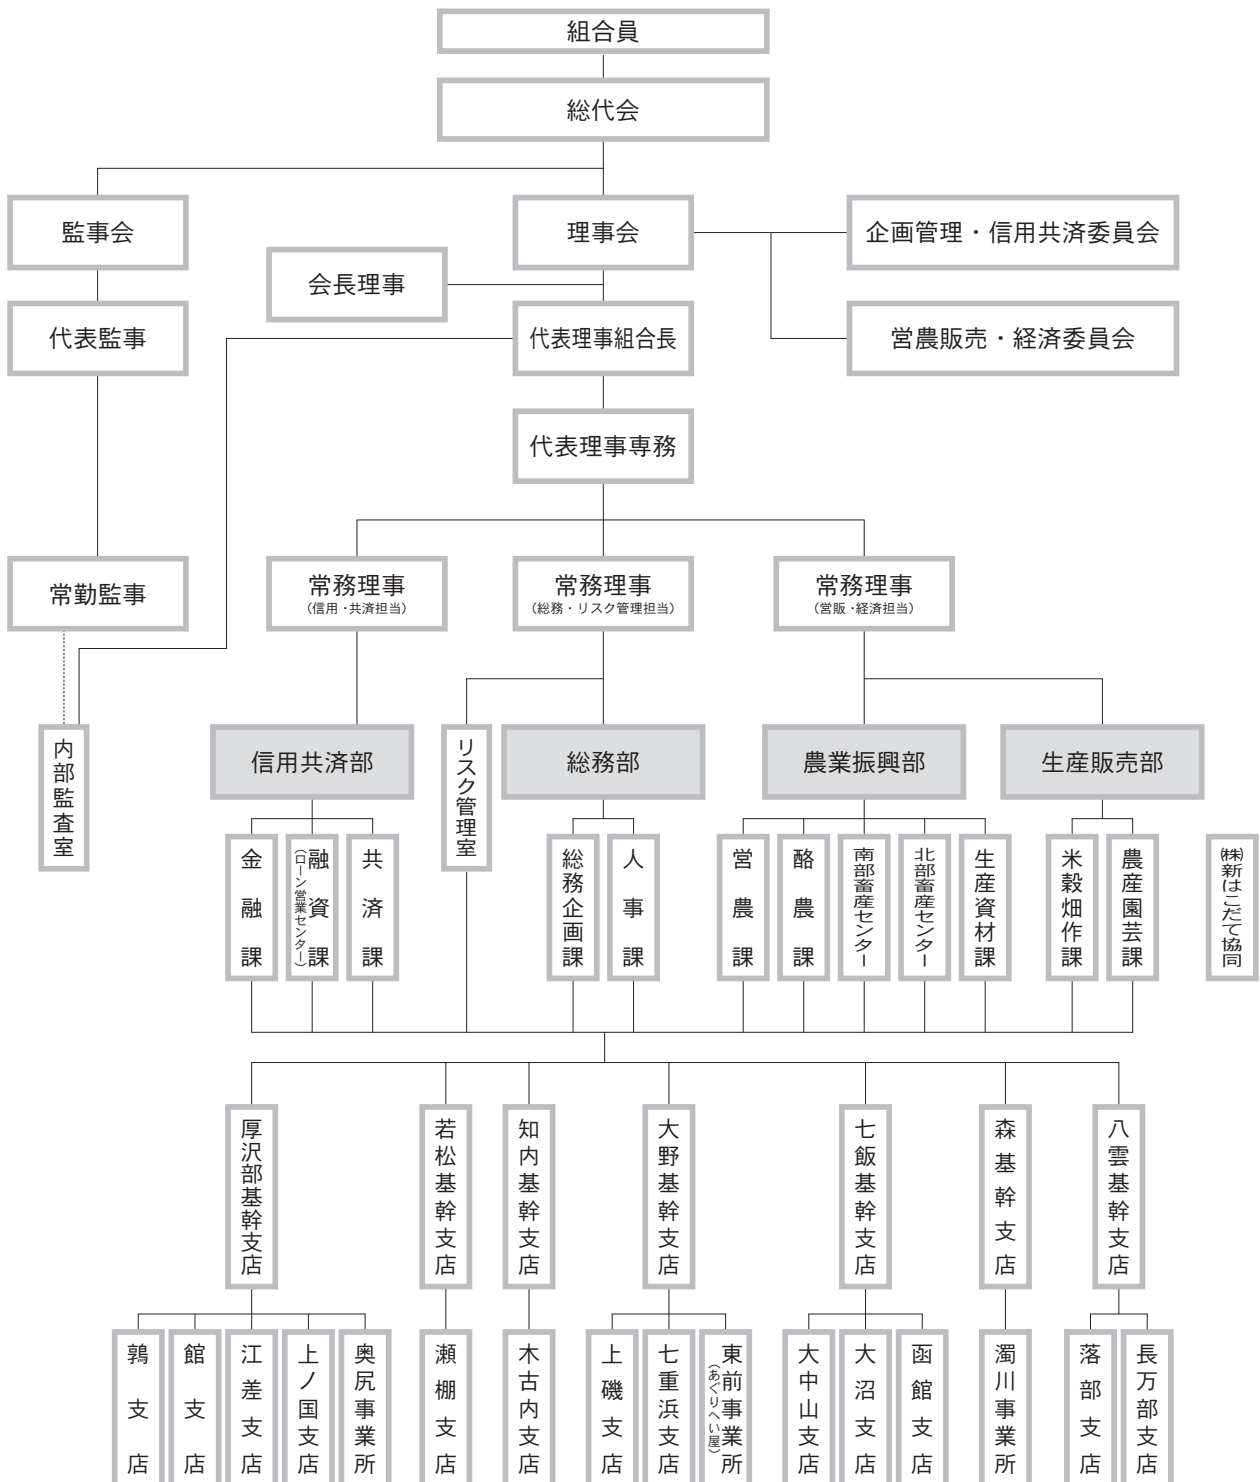 組合員
総代会
監事会
理事会
企画管理・信用共済委員会
会長理事
代表監事
代表理事組合長
営農販売・経済委員会
代表理事専務
常勤監事
常務理事
(信用・共済担当)
常務理事
(総務・リスク管理担当)
常務理事
(営販・経済担当)
内部監査室
信用共済部
リスク管理室
総務部
農業振興部
生産販売部
金融課
融資課
(ローン営業センター)
共済課
総務企画課
人事課
営農課
酪農課
南部畜産センター
北部畜産センター
生産資材課
米穀畑作課
農産園芸課
㈱新はこだて協同
厚沢部基幹支店
若松基幹支店
知内基幹支店
大野基幹支店
七飯基幹支店
森基幹支店
八雲基幹支店
鶉支店
館支店
江差支店
上ノ国支店
奥尻事業所
瀬棚支店
木古内支店
上磯支店
七重浜支店
東前事業所
(あぐりへい屋)
大中山支店
大沼支店
函館支店
濁川事業所
落部支店
長万部支店